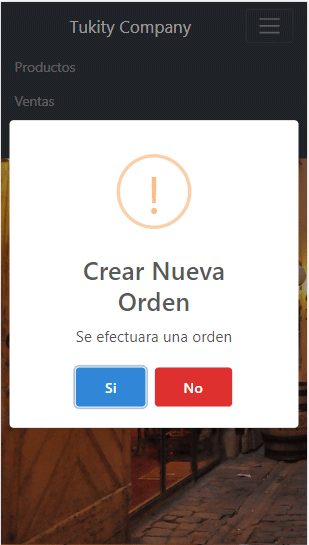 Tukity Company
Productos
Ventas
!
Crear Nueva
Orden
Se efectuara una orden
Si
No